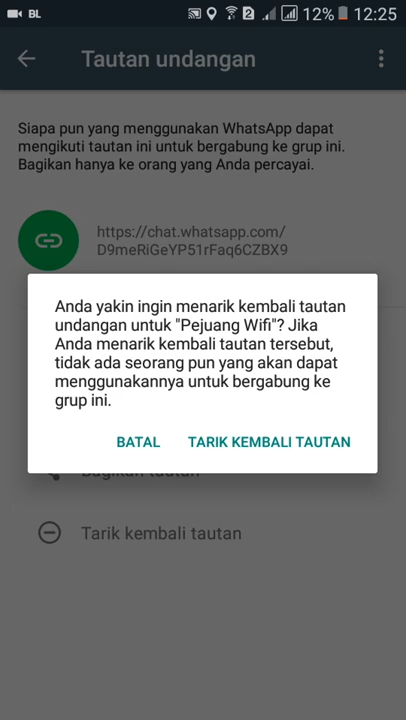 BL 2 12% 12:25
Tautan undangan
Siapa pun yang menggunakan WhatsApp dapat
mengikuti tautan ini untuk bergabung ke grup ini.
Bagikan hanya ke orang yang Anda percayai.
https://chat.whatsapp.com/
D9meRiGeYP51rFaq6CZBX9
Anda yakin ingin menarik kembali tautan
undangan untuk "Pejuang Wifi"? Jika
Anda menarik kembali tautan tersebut,
tidak ada seorang pun yang akan dapat
menggunakannya untuk bergabung ke
grup ini.
BATAL TARIK KEMBALI TAUTAN
Bagikan tautan
Tarik kembali tautan